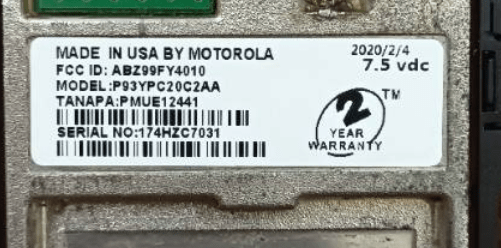 MADE IN USA BY MOTOROLA
2020/2/4
FCC ID: ABZ99FY4010
7.5 vdc
MODEL:P93YPC20C2AA
TANAPA:PMUE12441
SERIAL NO:174HZC7031
2 TM
YEAR
WARRANTY